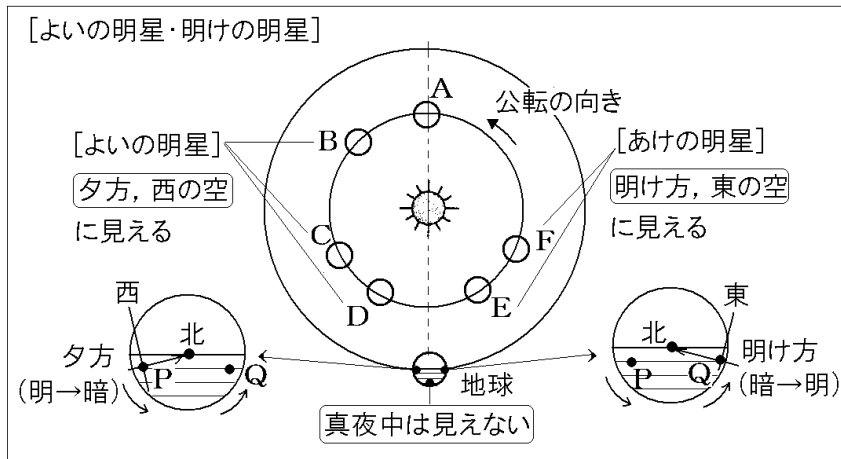 [よいの明星·明けの明星]
A
公転の向き
B
[よいの明星]
夕方, 西の空
に見える
[あけの明星]
明け方, 東の空
に見える
C
F
D
E
西
北
夕方
(明→暗)
P
Q
地球
真夜中は見えない
東
北
明け方
(暗→明)
P
Q